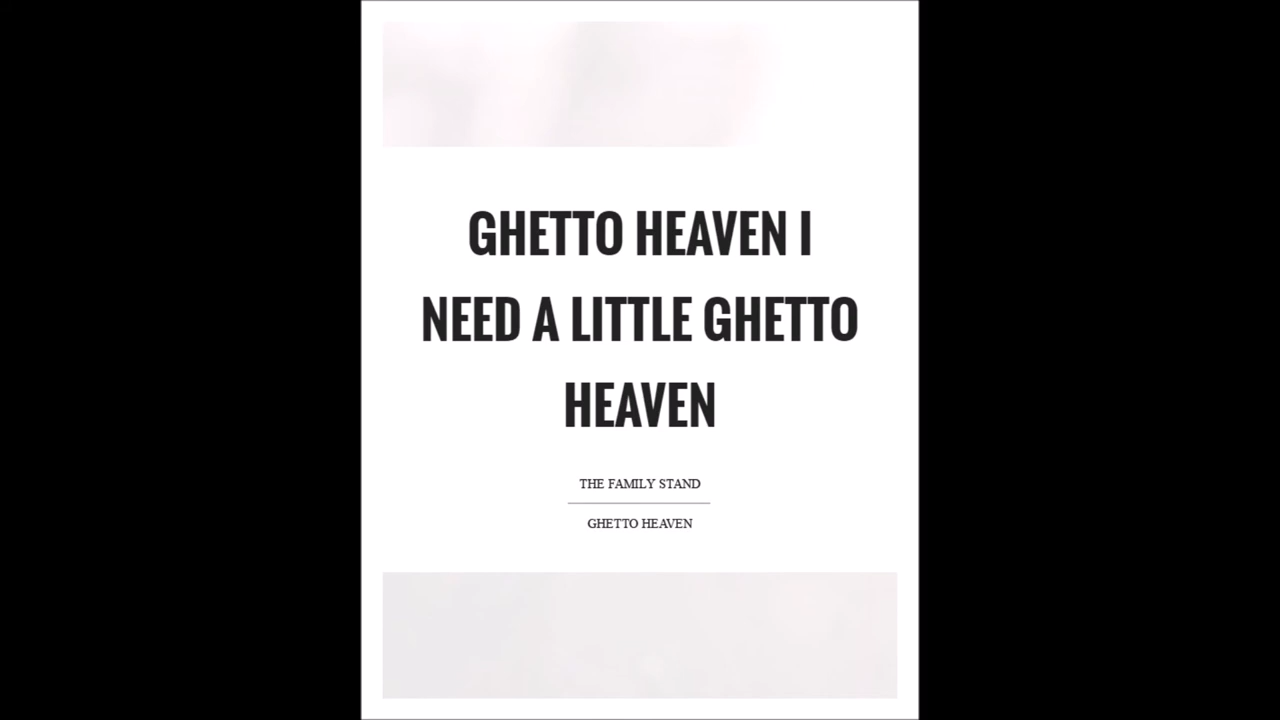 GHETTO HEAVEN I
NEED A LITTLE GHETTO
HEAVEN
THE FAMILY STAND
GHETTO HEAVEN